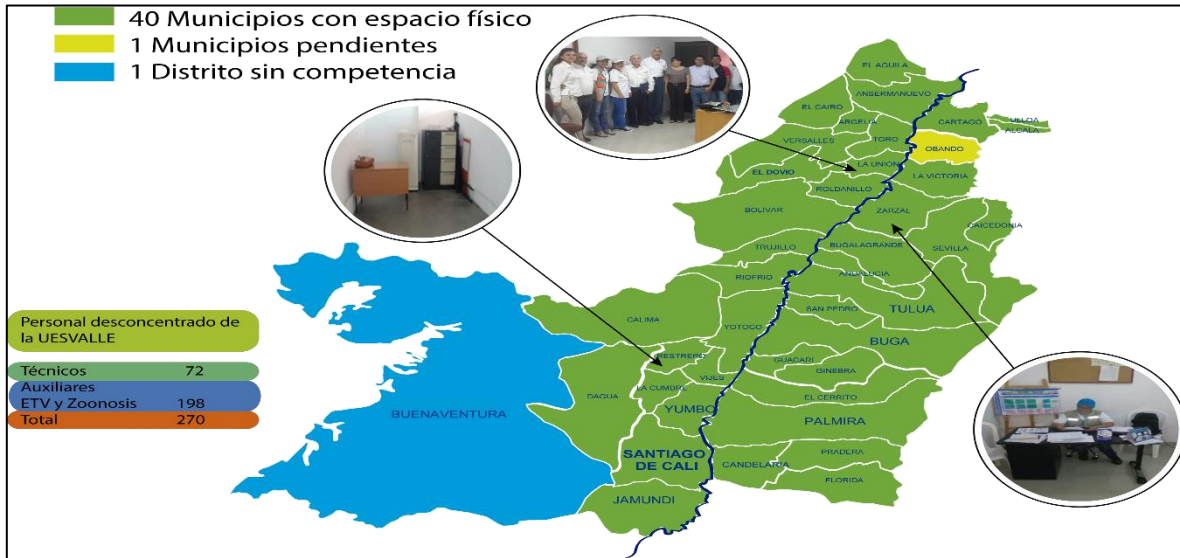 40 Municipios con espacio físico
1 Municipios pendientes
1 Distrito sin competencia
EL AGUILA
ANSERMANUEVO
EL CAIRO
ARGELIA
CARTAGO
ULLOA
ALCALA
VERSALLES
TORO
OBANDO
LA UNION
EL DOVIO
LA VICTORIA
ROLDANILLO
BOLIVAR
ZARZAL
CAICEDONIA
TRUJILLO
BUGALAGRANDE
SEVILLA
RIOFRIO
ANDALUCIA
SAN PEDRO
TULUA
CALIMA
YOTOCO
BUGA
RESTREPO
GUACARI
GINEBRA
VIJES
LA CUMBRE
DAGUA
EL CERRITO
YUMBO
PALMIRA
BUENAVENTURA
SANTIAGO
DE CALI
CANDELARIA
PRADERA
FLORIDA
JAMUNDI
Personal desconcentrado de
la UESVALLE
Técnicos 72
Auxiliares
ETV y Zoonosis 198
Total 270